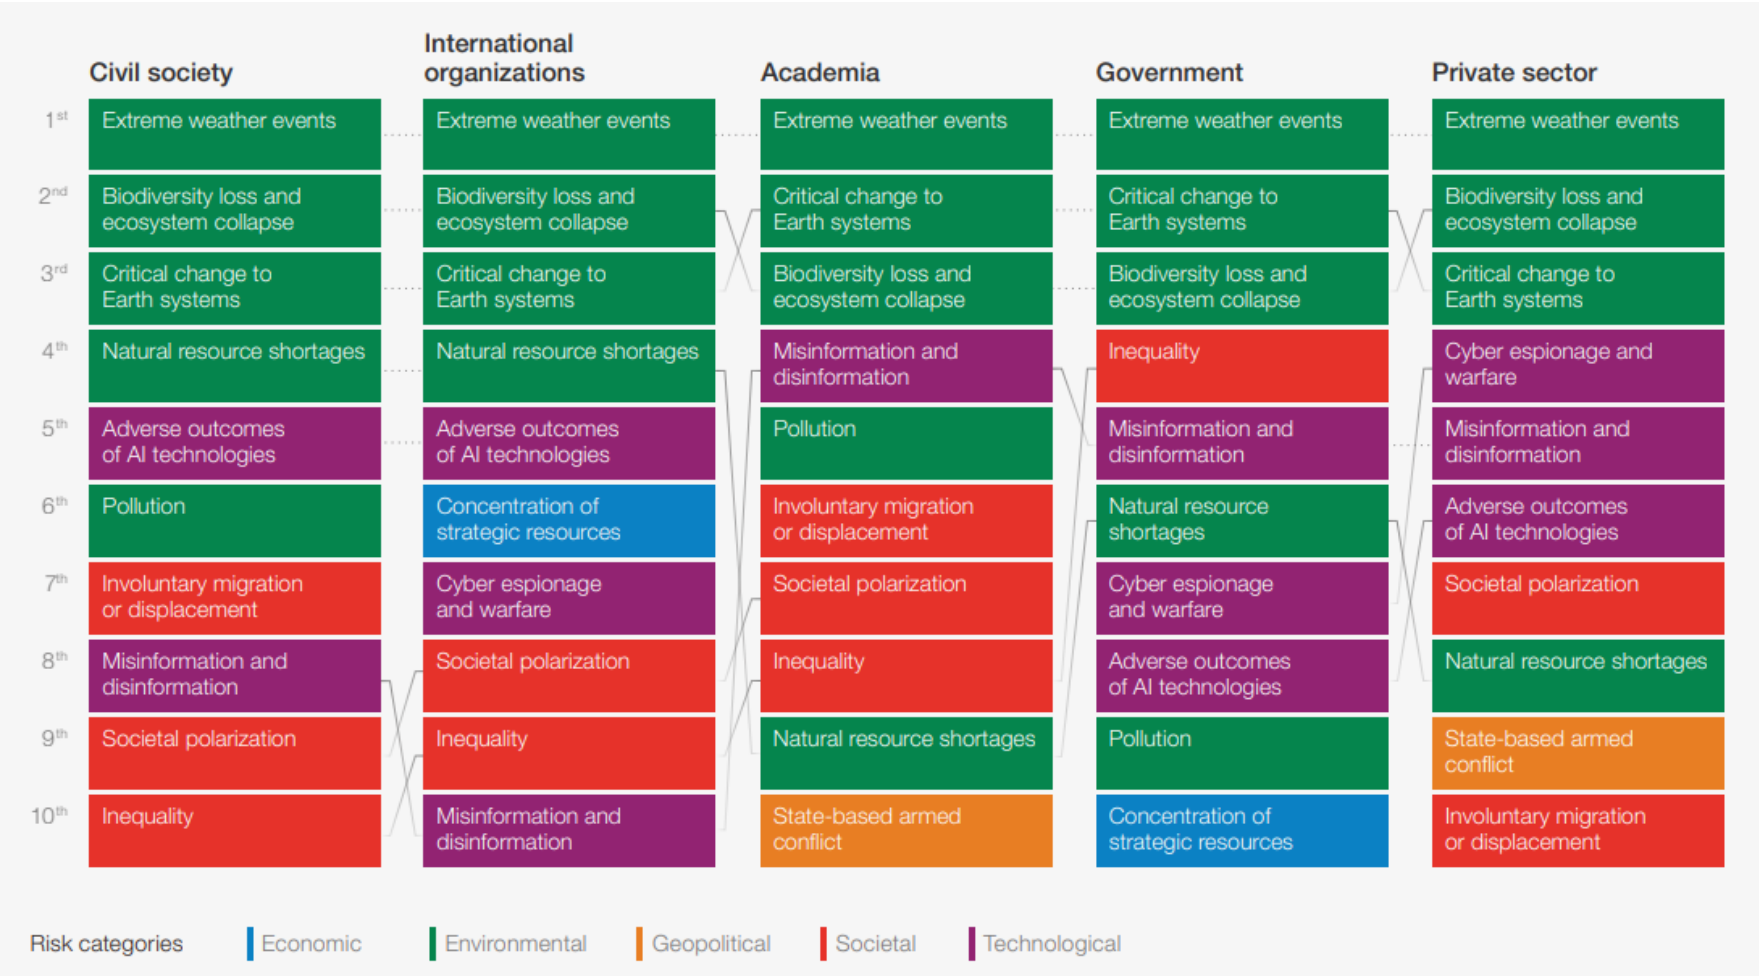 Civil society
International
organizations
Academia
Government
Private sector
1st
Extreme weather events
Extreme weather events
Extreme weather events
Extreme weather events
Extreme weather events
2nd
Biodiversity loss and
ecosystem collapse
Biodiversity loss and
ecosystem collapse
Critical change to
Earth systems
Critical change to
Earth systems
Biodiversity loss and
ecosystem collapse
3rd
Critical change to
Earth systems
Critical change to
Earth systems
Biodiversity loss and
ecosystem collapse
Biodiversity loss and
ecosystem collapse
Critical change to
Earth systems
4th
Natural resource shortages
Natural resource shortages
Misinformation and
disinformation
Inequality
Cyber espionage and
warfare
5th
Adverse outcomes
of AI technologies
Adverse outcomes
of AI technologies
Pollution
Misinformation and
disinformation
Misinformation and
disinformation
6th
Pollution
Concentration of
strategic resources
Involuntary migration
or displacement
Natural resource
shortages
Adverse outcomes
of AI technologies
7th
Involuntary migration
or displacement
Cyber espionage
and warfare
Societal polarization
Cyber espionage
and warfare
Societal polarization
8th
Misinformation and
disinformation
Societal polarization
Inequality
Adverse outcomes
of AI technologies
Natural resource shortages
9th
Societal polarization
Inequality
Natural resource shortages
Pollution
State-based armed
conflict
10th
Inequality
Misinformation and
disinformation
State-based armed
conflict
Concentration of
strategic resources
Involuntary migration
or displacement
Risk categories
Economic
Environmental
Geopolitical
Societal
Technological